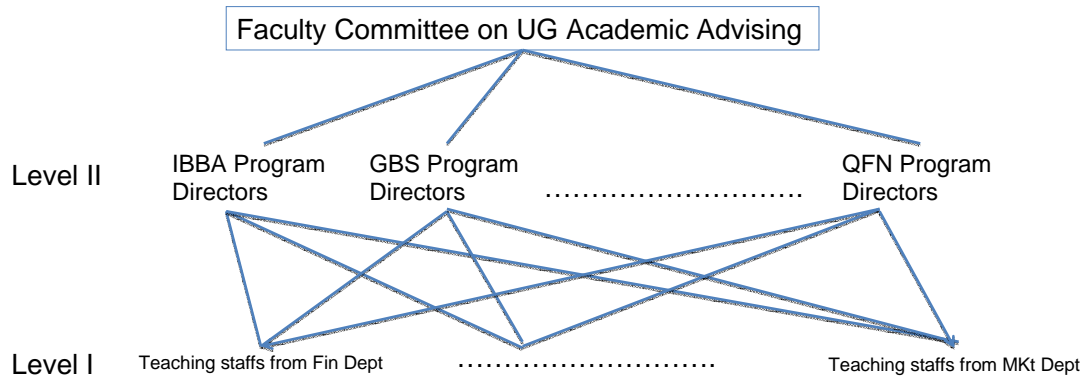 Faculty Committee on UG Academic Advising
Level II
IBBA Program
Directors
GBS Program
Directors
..............................
QFN Program
Directors
Level I
Teaching staffs from Fin Dept
..............................
Teaching staffs from MKt Dept